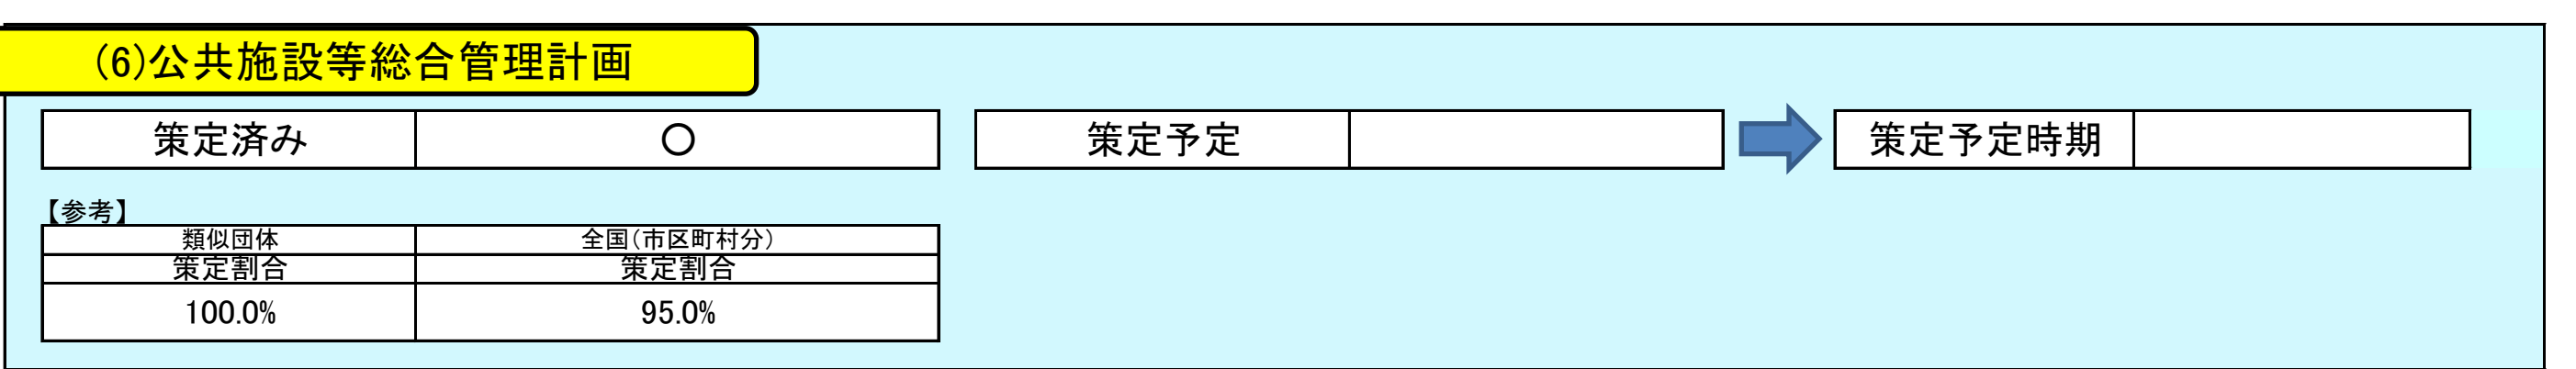 (6)公共施設等総合管理計画
策定済み ○ 策定予定 策定予定時期
【参考】
類似団体 全国(市区町村分)
策定割合 策定割合
100.0% 95.0%